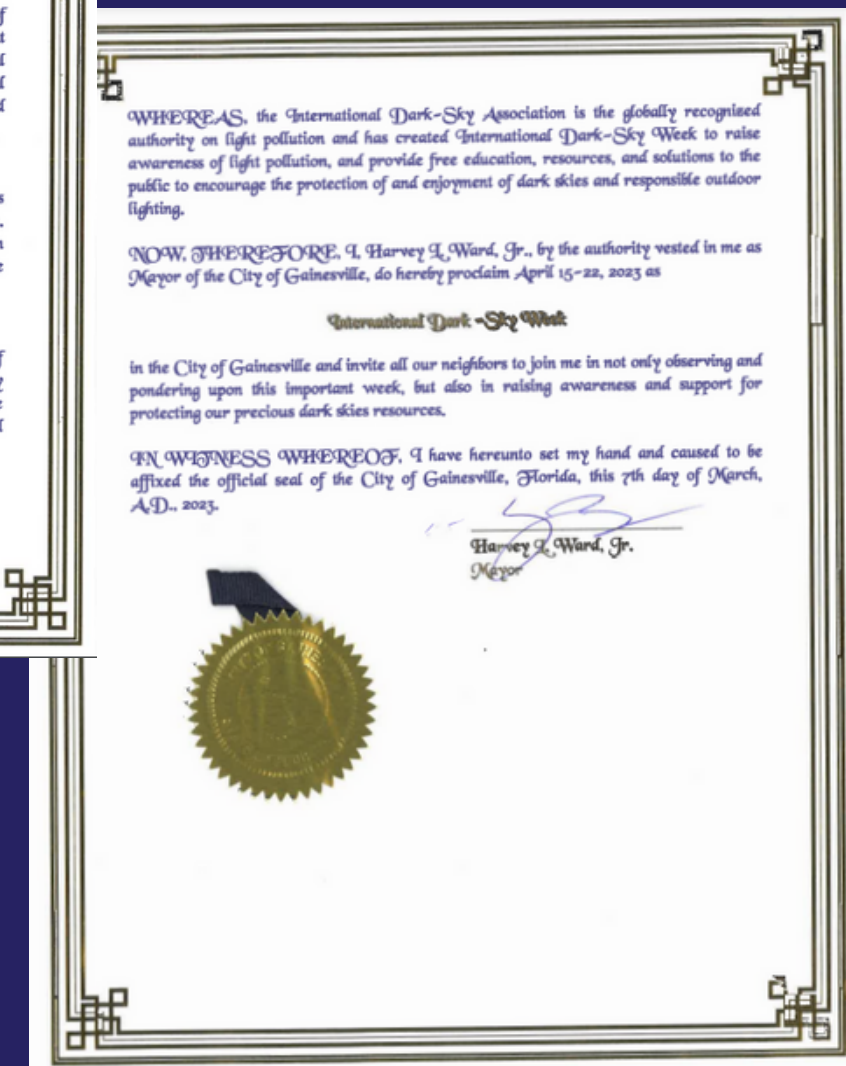 WHEREAS, the International Dark-Sky Association is the globally recognized
authority on light pollution and has created International Dark-Sky Week to raise
awareness of light pollution, and provide free education, resources, and solutions to the
public to encourage the protection of and enjoyment of dark skies and responsible outdoor
lighting.
NOW, THEREFORE, I, Harvey L. Ward, Jr., by the authority vested in me as
Mayor of the City of Gainesville, do hereby proclaim April 15-22, 2023 as
International Dark -Sky Week
in the City of Gainesville and invite all our neighbors to join me in not only observing and
pondering upon this important week, but also in raising awareness and support for
protecting our precious dark skies resources.
IN WITNESS WHEREOF, I have hereunto set my hand and caused to be
affixed the official seal of the City of Gainesville, Florida, this 7th day of March,
A.D., 2023.
Harvey L. Ward, Jr.
Mayor